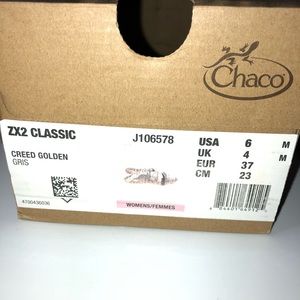 Chaco
ZX2 CLASSIC
J106578
CREED GOLDEN
GRIS
USA 6 M
UK 4 M
EUR 37
CM 23
WOMENS/FEMMES